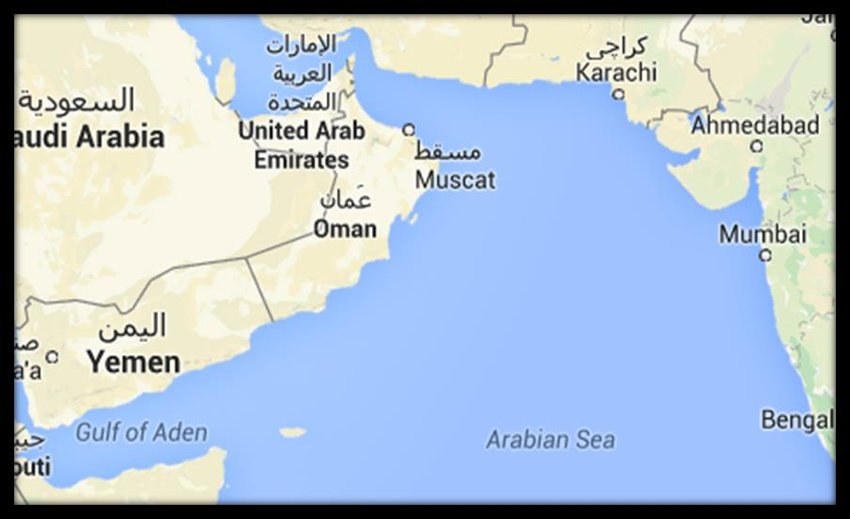 الإمارات
العربية
المتحدة
United Arab
Emirates
كراچی
Karachi
السعودية
audi Arabia
Ahmedabad
مسقط
Muscat
عَمان
Oman
Mumbai
اليمن
Yemen
صن
a'a
Gulf of Aden
Arabian Sea
Bengal
جيب
outi